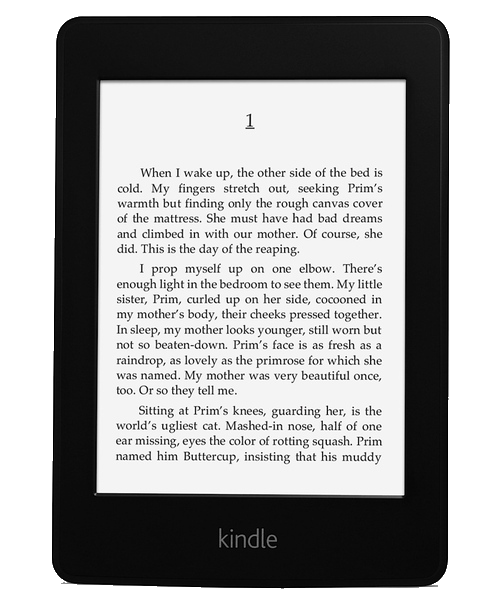 1
When I wake up, the other side of the bed is
cold. My fingers stretch out, seeking Prim's
warmth but finding only the rough canvas cover
of the mattress. She must have had bad dreams
and climbed in with our mother. Of course, she
did. This is the day of the reaping.
I prop myself up on one elbow. There's
enough light in the bedroom to see them. My little
sister, Prim, curled up on her side, cocooned in
my mother's body, their cheeks pressed together.
In sleep, my mother looks younger, still worn but
not so beaten-down. Prim's face is as fresh as a
raindrop, as lovely as the primrose for which she
was named. My mother was very beautiful once,
too. Or so they tell me.
Sitting at Prim's knees, guarding her, is the
world's ugliest cat. Mashed-in nose, half of one
ear missing, eyes the color of rotting squash. Prim
named him Buttercup, insisting that his muddy
kindle